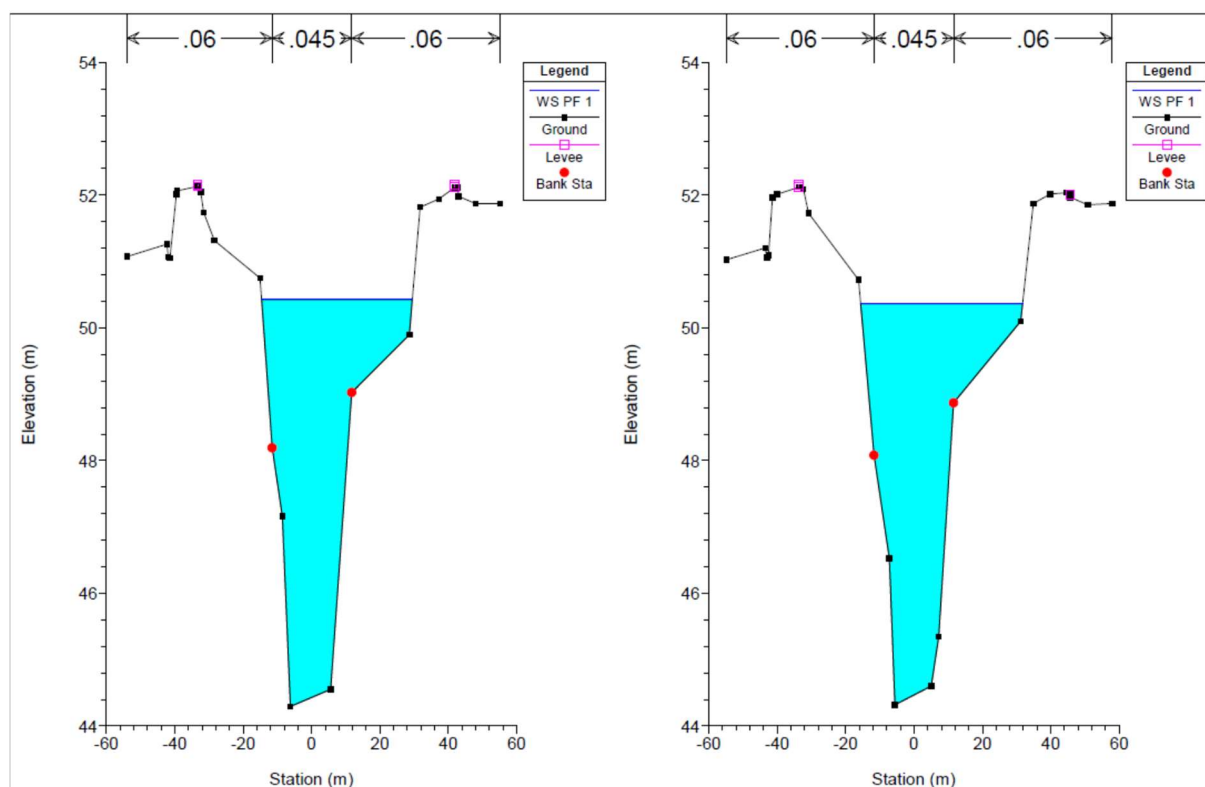 .06 .045 .06
Legend
WS PF 1
Ground
Levee
Bank Sta
54
52
50
48
46
44
Elevation (m)
-60 -40 -20 0 20 40 60
Station (m)
.06 .045 .06
Legend
WS PF 1
Ground
Levee
Bank Sta
54
52
50
48
46
44
Elevation (m)
-60 -40 -20 0 20 40 60
Station (m)